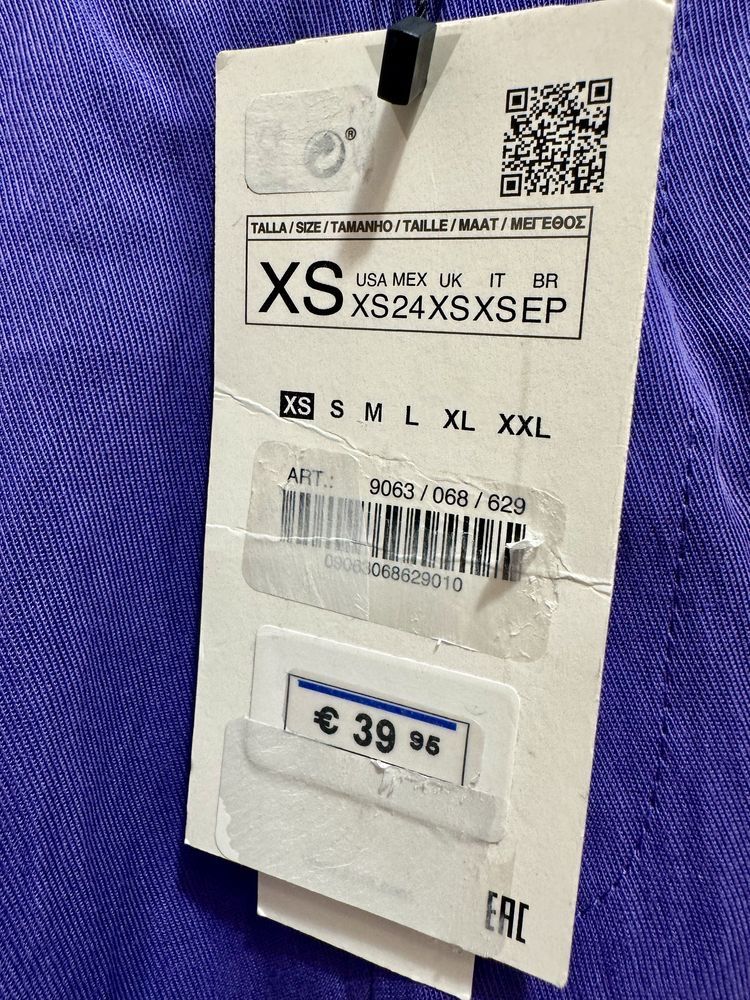 ®
TALLA / SIZE / TAMANHO / TAILLE / MAAT / ΜΕΓΕΘΟΣ
XS USA MEX UK IT BR
XS 24 XS XS EP
XS S M L XL XXL
ART.: 9063 / 068 / 629
09063068629010
€ 39 95
EAC